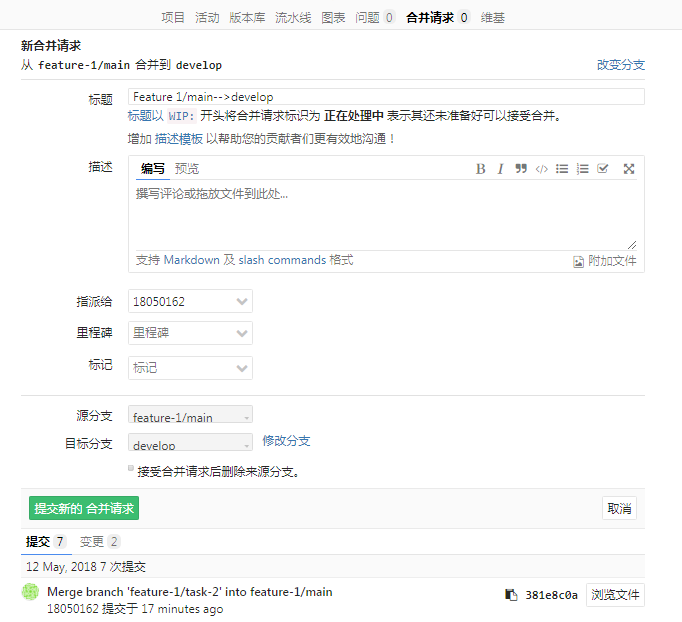 项目 活动 版本库 流水线 图表 问题 0 合并请求 0 维基
新合并请求
从 feature-1/main 合并到 develop 改变分支
标题 Feature 1/main-->develop
标题以 WIP: 开头将合并请求标识为 正在处理中 表示其还未准备好可以接受合并。
增加 描述模板 以帮助您的贡献者们更有效地沟通！
描述 编写 预览 B I
撰写评论或拖放文件到此处...
支持 Markdown 及 slash commands 格式 附加文件
指派给 18050162
里程碑 里程碑
标记 标记
源分支 feature-1/main
目标分支 develop 修改分支
接受合并请求后删除来源分支。
提交新的 合并请求 取消
提交 7 变更 2
12 May, 2018 7 次提交
Merge branch 'feature-1/task-2' into feature-1/main
18050162 提交于 17 minutes ago 381e8c0a 浏览文件